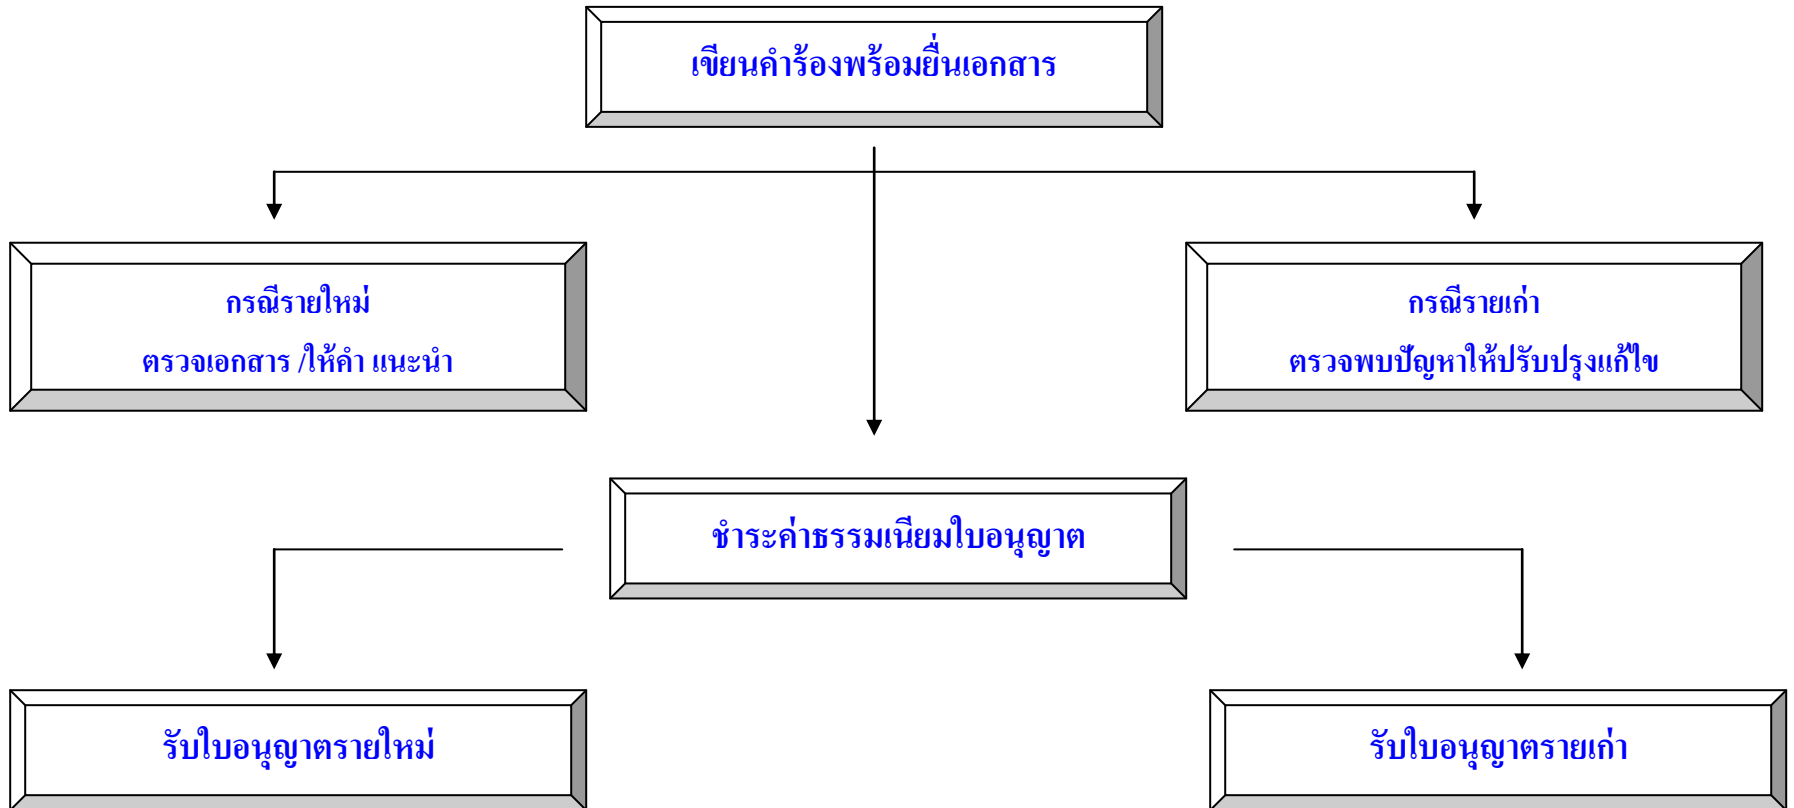 เขียนคำร้องพร้อมยื่นเอกสาร
กรณีรายใหม่
ตรวจเอกสาร /ให้คำ แนะนำ
กรณีรายเก่า
ตรวจพบปัญหาให้ปรับปรุงแก้ไข
ชำระค่าธรรมเนียมใบอนุญาต
รับใบอนุญาตรายใหม่
รับใบอนุญาตรายเก่า